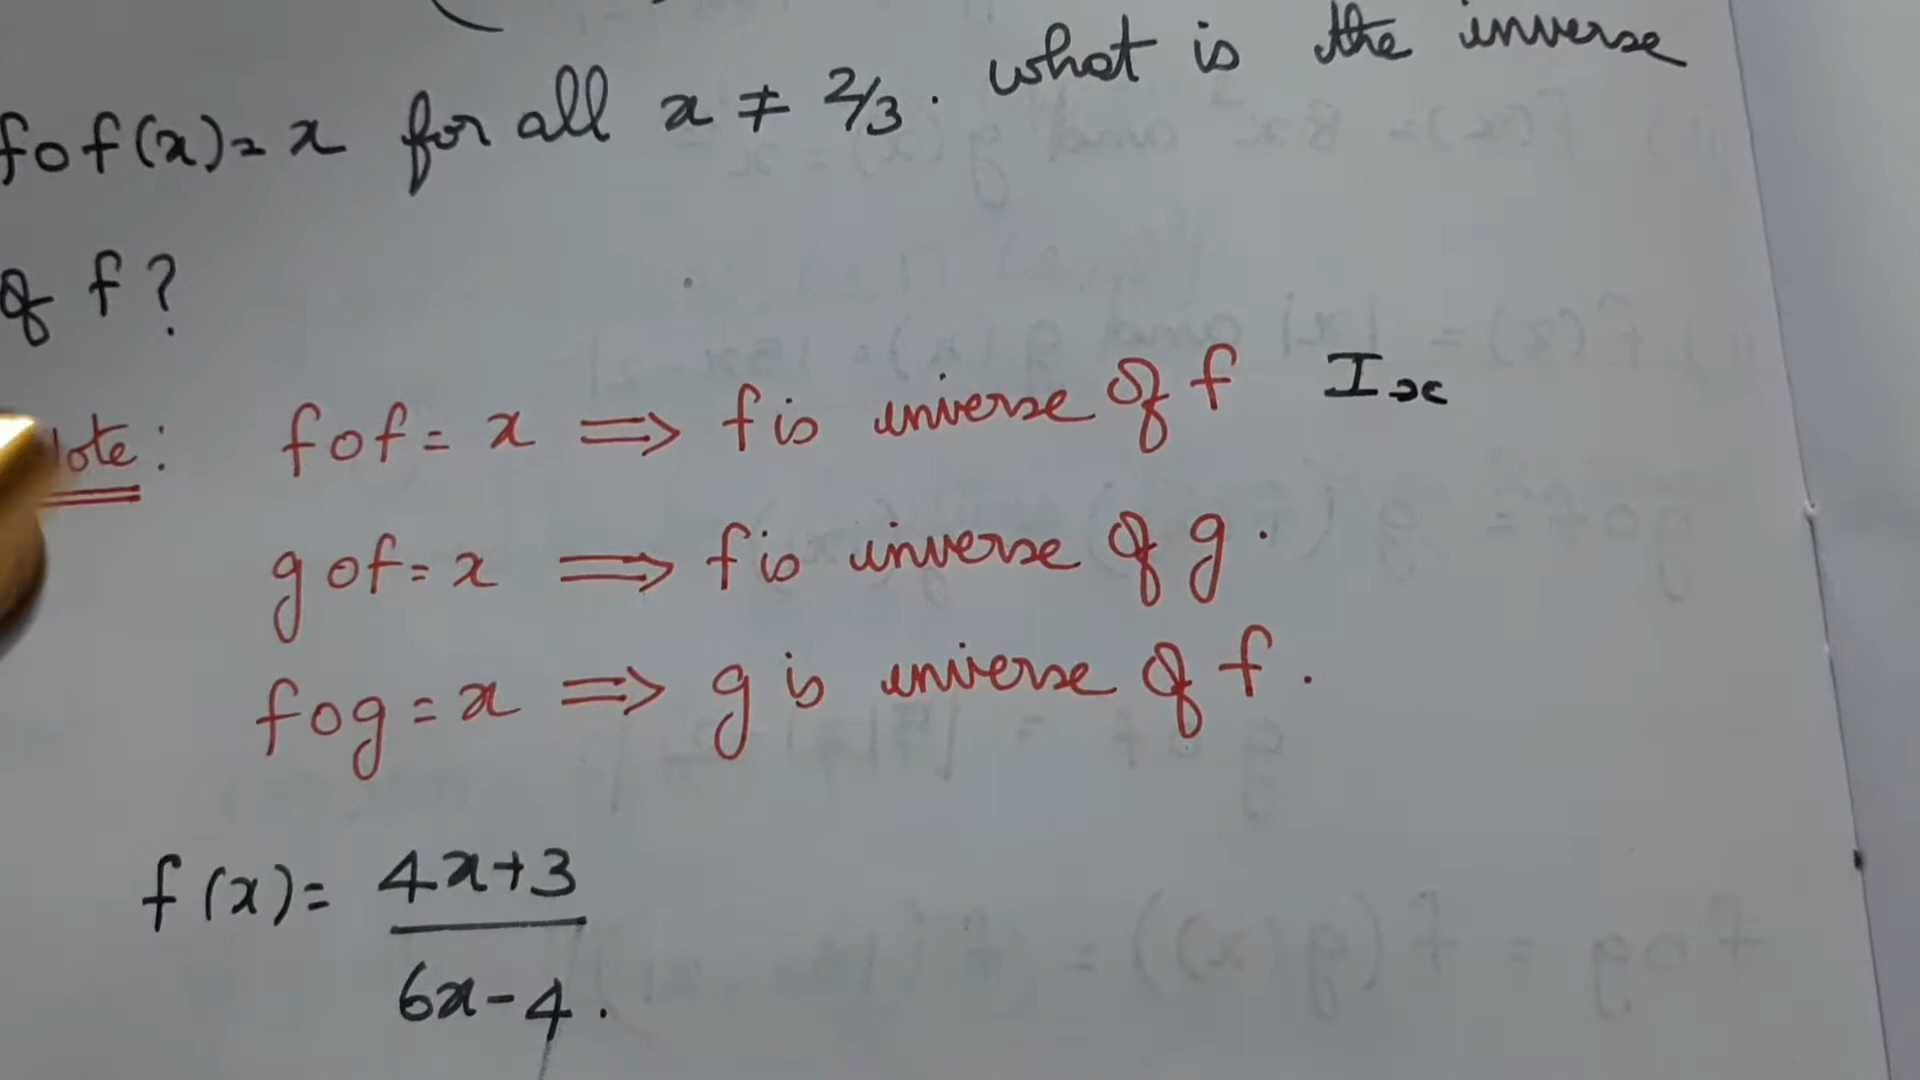 fof(x)=x for all x ≠ 2/3. what is the inverse
of f?
Note: fof= x ⟹ f is inverse of f Ix
gof=x ⟹ f is inverse of g.
fog=x ⟹ g is inverse of f.
f(x)= 4x+3
6x-4.